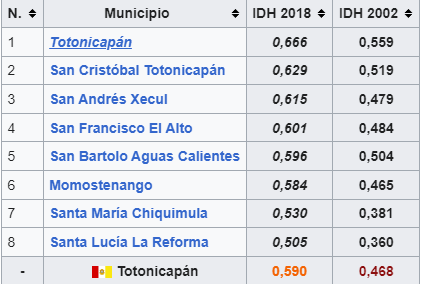 N. Municipio IDH 2018 IDH 2002
1 Totonicapán 0,666 0,559
2 San Cristóbal Totonicapán 0,629 0,519
3 San Andrés Xecul 0,615 0,479
4 San Francisco El Alto 0,601 0,484
5 San Bartolo Aguas Calientes 0,596 0,504
6 Momostenango 0,584 0,465
7 Santa María Chiquimula 0,530 0,381
8 Santa Lucía La Reforma 0,505 0,360
- Totonicapán 0,590 0,468